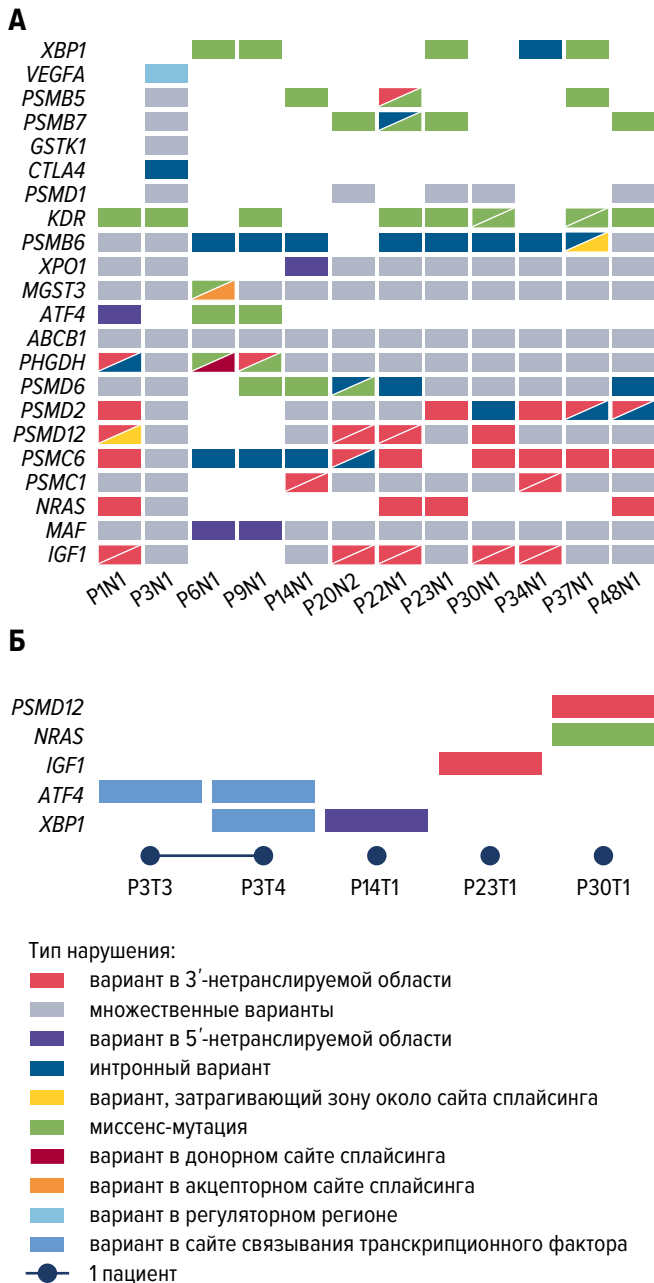 А
XBP1
VEGFA
PSMB5
PSMB7
GSTK1
CTLA4
PSMD1
KDR
PSMB6
XPO1
MGST3
ATF4
ABCB1
PHGDH
PSMD6
PSMD2
PSMD12
PSMC6
PSMC1
NRAS
MAF
IGF1
P1N1 P3N1 P6N1 P9N1 P14N1 P20N2 P22N1 P23N1 P30N1 P34N1 P37N1 P48N1
Б
PSMD12
NRAS
IGF1
ATF4
XBP1
P3T3 P3T4 P14T1 P23T1 P30T1
Тип нарушения:
вариант в 3′-нетранслируемой области
множественные варианты
вариант в 5′-нетранслируемой области
интронный вариант
вариант, затрагивающий зону около сайта сплайсинга
миссенс-мутация
вариант в донорном сайте сплайсинга
вариант в акцепторном сайте сплайсинга
вариант в регуляторном регионе
вариант в сайте связывания транскрипционного фактора
1 пациент